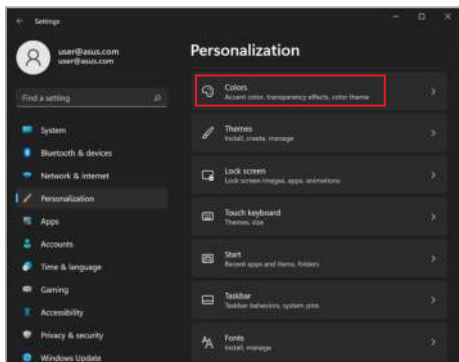 Settings
user@asus.com
user@asus.com
Find a setting
System
Bluetooth & devices
Network & internet
Personalization
Apps
Accounts
Time & language
Gaming
Accessibility
Privacy & security
Windows Update
Personalization
Colors
Accent color, transparency effects, color theme
Themes
Install, create, manage
Lock screen
Lock screen images, apps, animations
Touch keyboard
Themes, size
Start
Recent apps and items, folders
Taskbar
Taskbar behaviors, system pins
Fonts
Install, manage